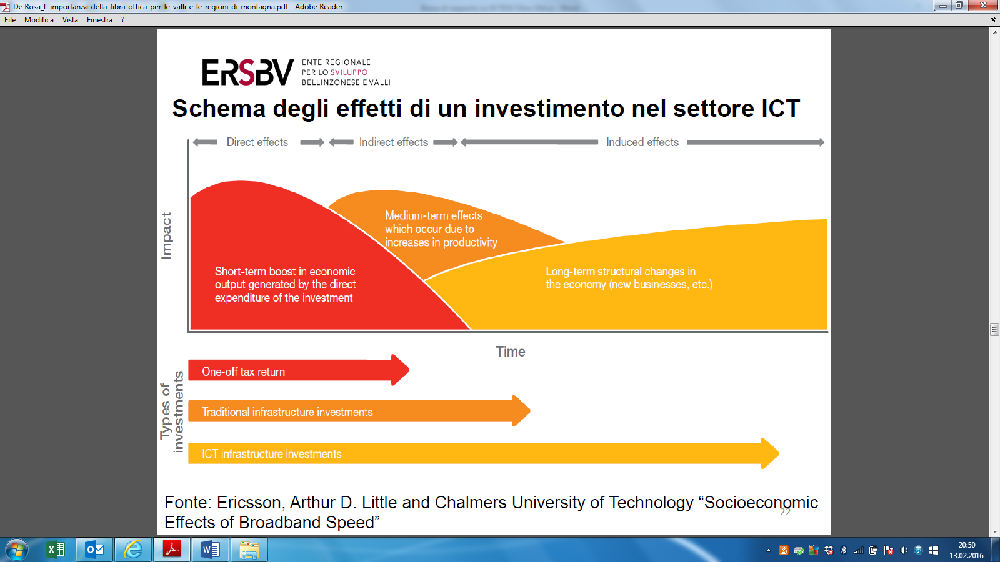 De Rosa_L-importanza-della-fibra-ottica-per-le-valli-e-le-regioni-di-montagna.pdf - Adobe Reader
File Modifica Vista Finestra ?
ERSBV
ENTE REGIONALE
PER LO SVILUPPO
BELLINZONESE E VALLI
Schema degli effetti di un investimento nel settore ICT
Direct effects Indirect effects Induced effects
Impact
Medium-term effects
which occur due to
increases in productivity
Short-term boost in economic
output generated by the direct
expenditure of the investment
Long-term structural changes in
the economy (new businesses, etc.)
Time
Types of
investments
One-off tax return
Traditional infrastructure investments
ICT infrastructure investments
Fonte: Ericsson, Arthur D. Little and Chalmers University of Technology “Socioeconomic
Effects of Broadband Speed”
22
20:50
13.02.2016